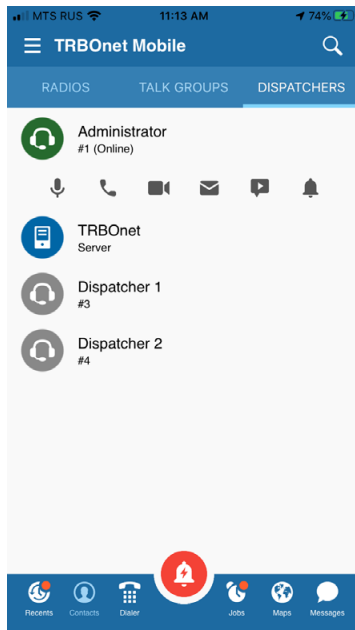 MTS RUS 11:13 AM 74%
TRBOnet Mobile
RADIOS TALK GROUPS DISPATCHERS
Administrator
#1 (Online)
TRBOnet
Server
Dispatcher 1
#3
Dispatcher 2
#4
Recents Contacts Dialer Jobs Maps Messages